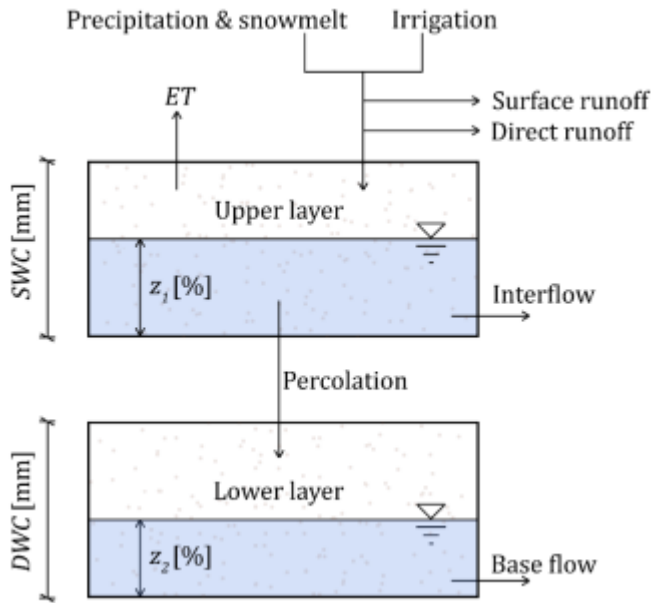 Precipitation & snowmelt
Irrigation
ET
Surface runoff
Direct runoff
SWC [mm]
Upper layer
z₁ [%]
Interflow
Percolation
DWC [mm]
Lower layer
z₂ [%]
Base flow